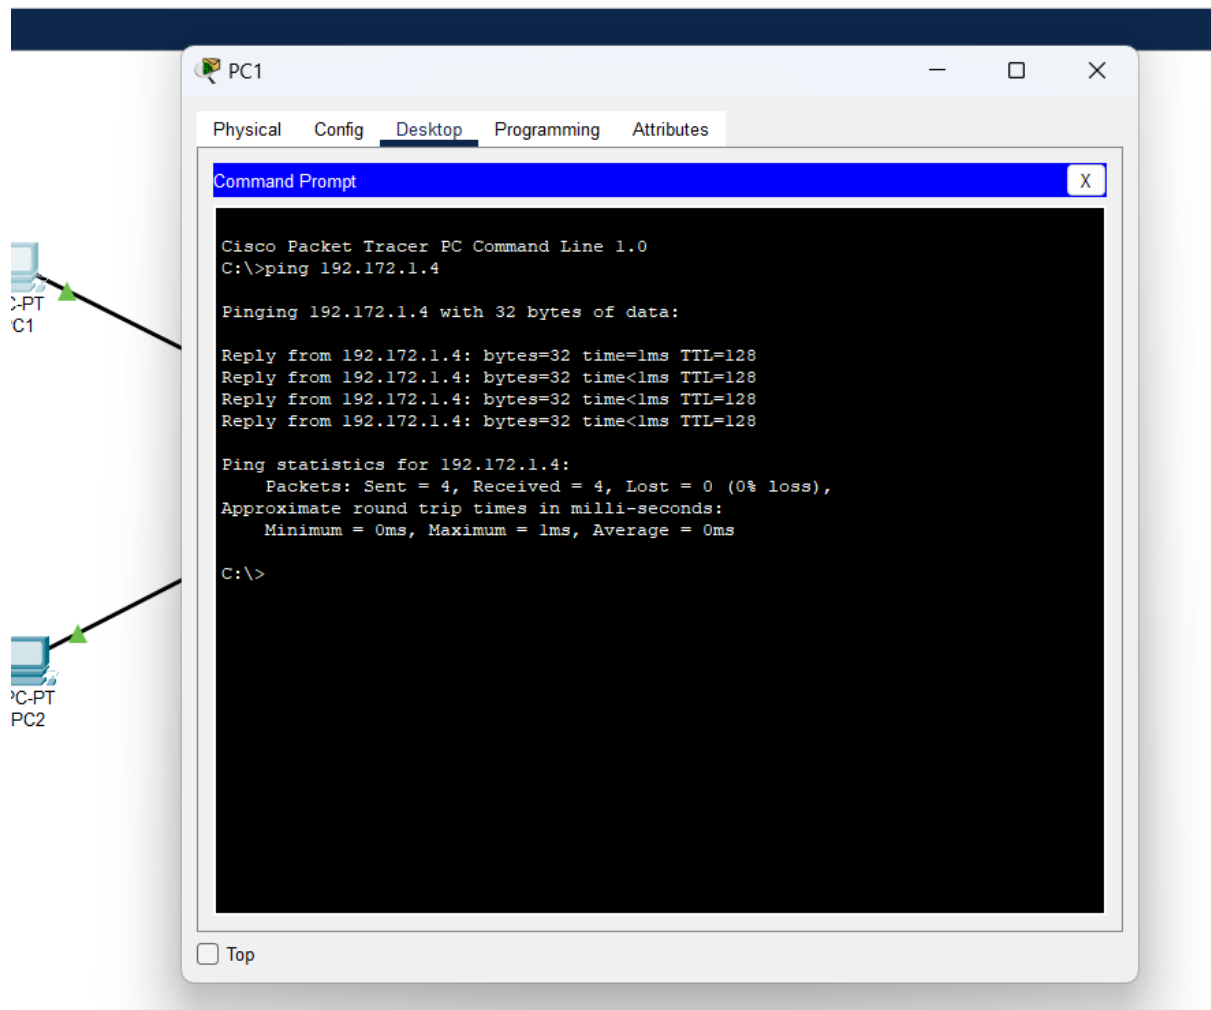 PC1
Physical Config Desktop Programming Attributes
Command Prompt X
Cisco Packet Tracer PC Command Line 1.0
C:\>ping 192.172.1.4
Pinging 192.172.1.4 with 32 bytes of data:
Reply from 192.172.1.4: bytes=32 time=1ms TTL=128
Reply from 192.172.1.4: bytes=32 time<1ms TTL=128
Reply from 192.172.1.4: bytes=32 time<1ms TTL=128
Reply from 192.172.1.4: bytes=32 time<1ms TTL=128
Ping statistics for 192.172.1.4:
Packets: Sent = 4, Received = 4, Lost = 0 (0% loss),
Approximate round trip times in milli-seconds:
Minimum = 0ms, Maximum = 1ms, Average = 0ms
C:\>
Top
C-PT
C1
PC-PT
PC2